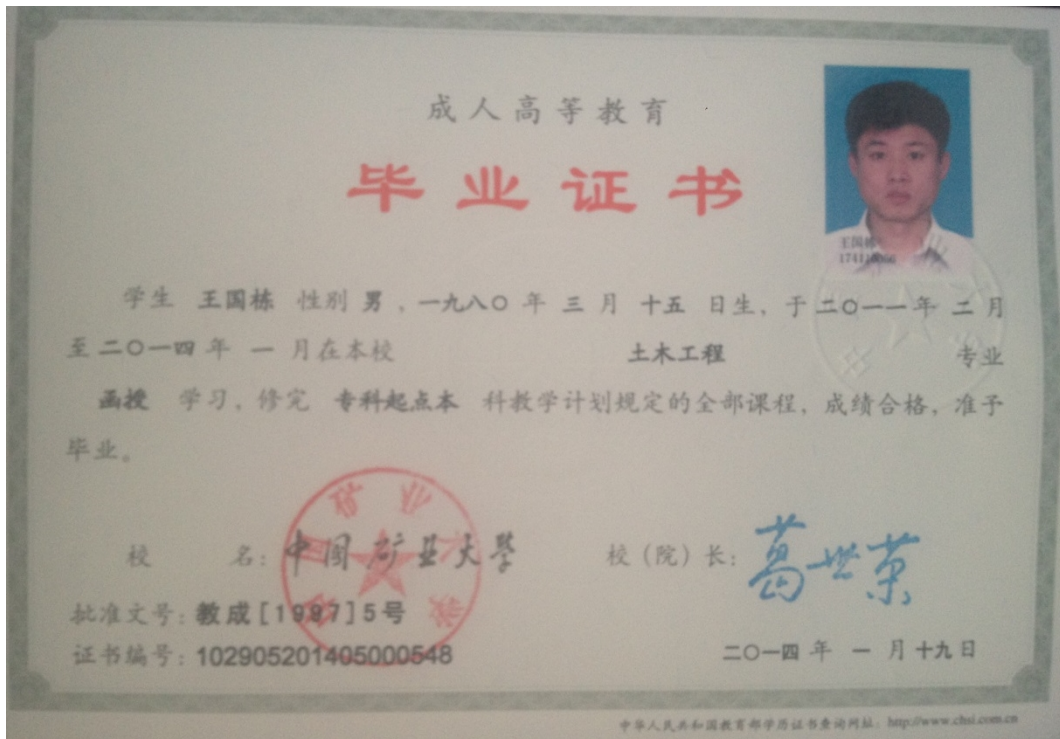 成人高等教育
毕业证书
王国栋
学生 王国栋 性别 男 ，一九八〇 年 三 月 十五 日生，于二〇一一年 二 月
至二〇一四 年 一 月在本校 土木工程 专业
函授 学习，修完 专科起点本 科教学计划规定的全部课程，成绩合格，准予
毕业。
校 名：中国矿业大学 校（院）长：葛世荣
批准文号：教成[1997]5号
证书编号：102905201405000548
二〇一四 年 一 月十九日
中华人民共和国教育部学历证书查询网址：http://www.chsi.com.cn